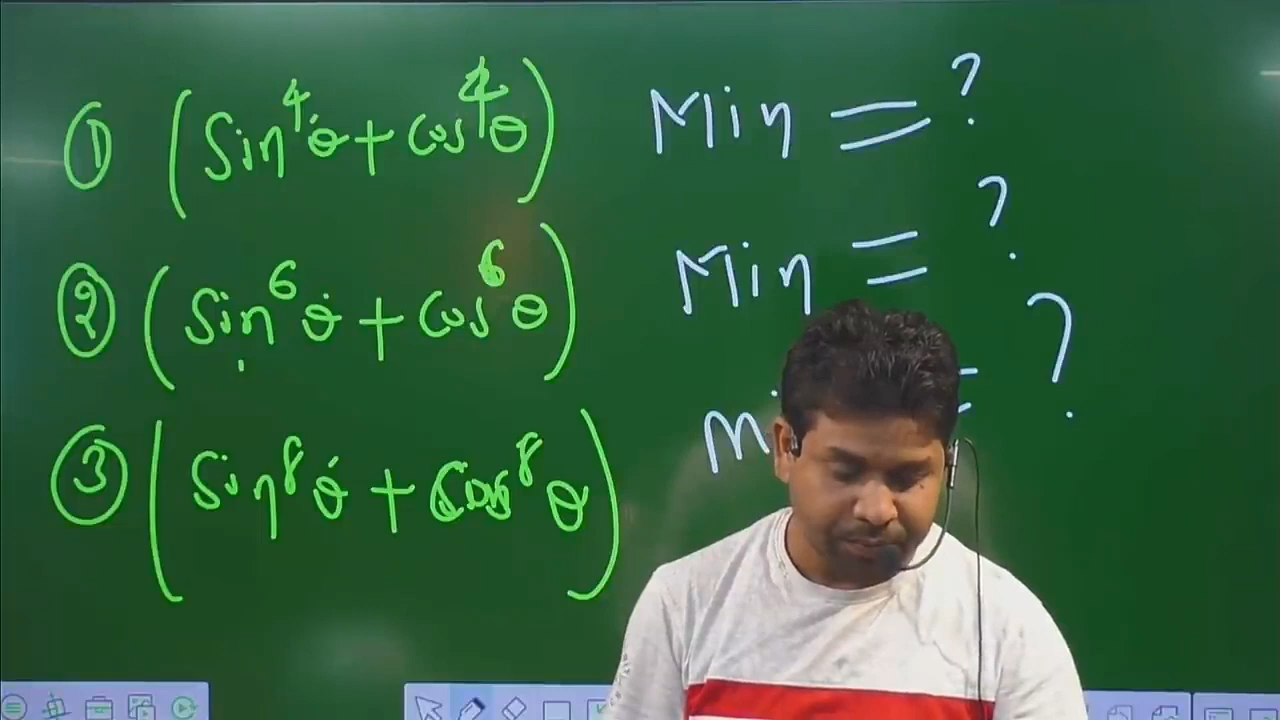 ① (Sin⁴θ + Cos⁴θ) Min = ?
② (Sin⁶θ + Cos⁶θ) Min = ?
③ (Sin⁸θ + Cos⁸θ) = ?